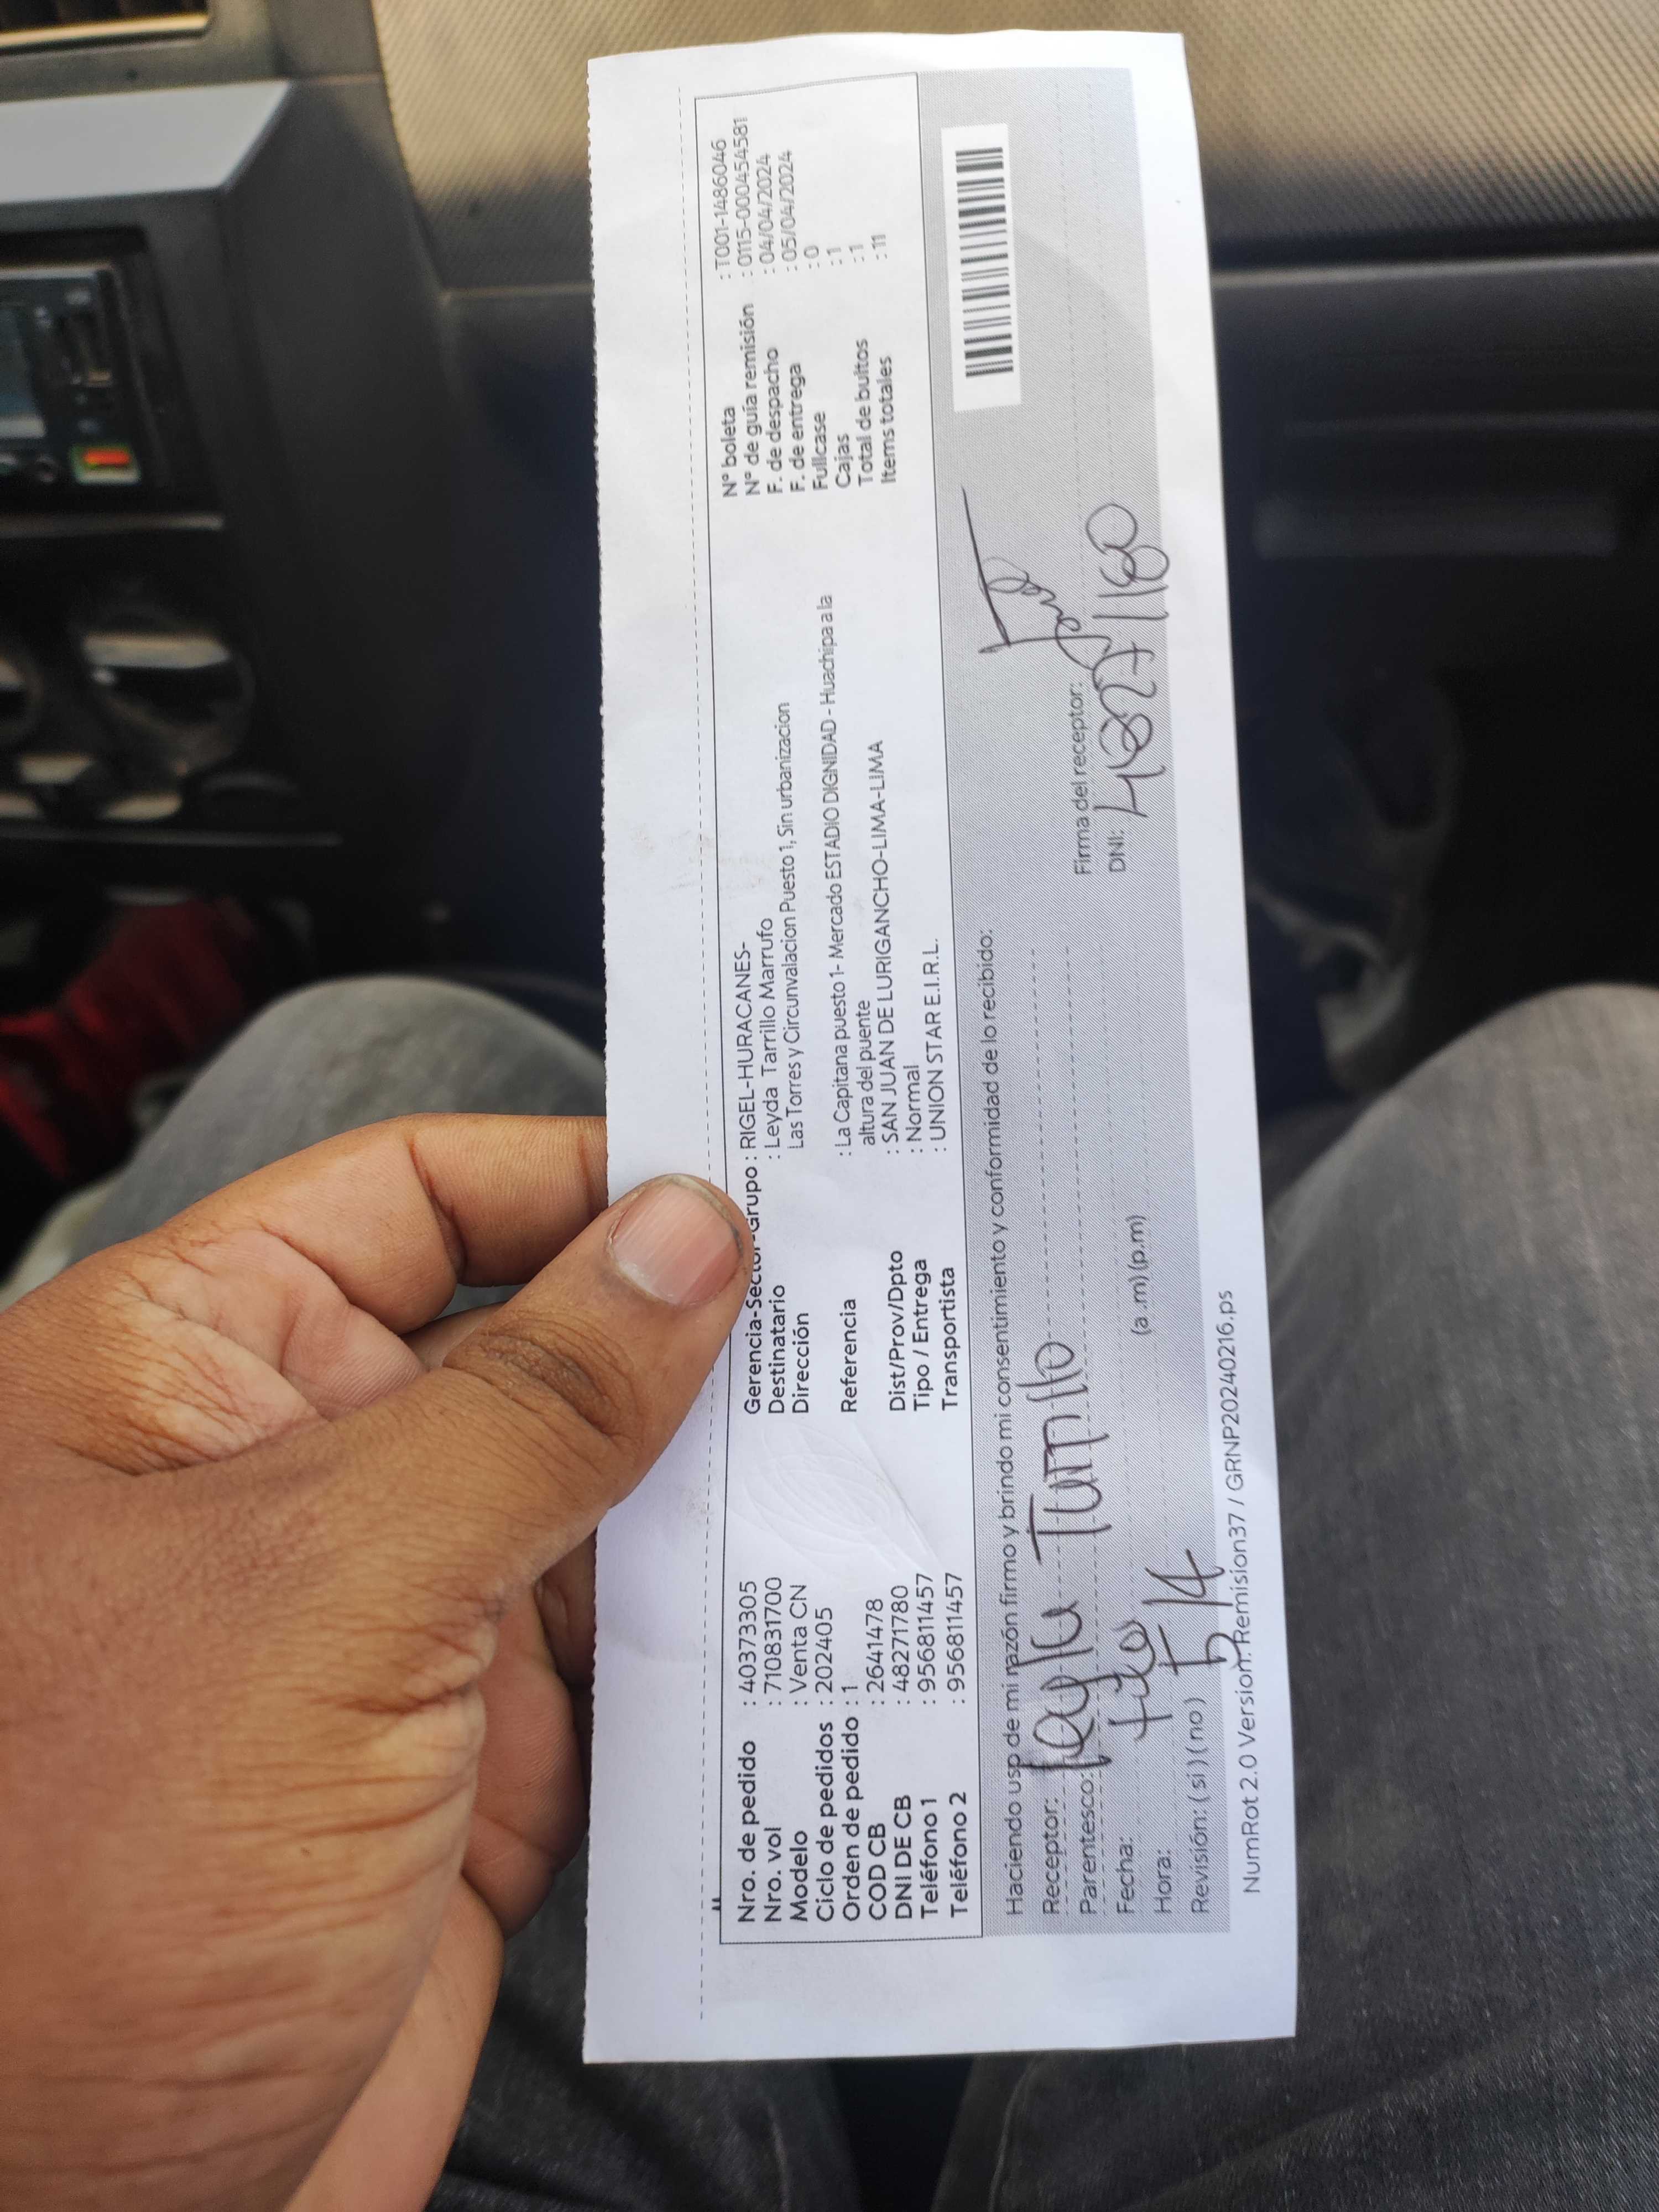 Nro. de pedido : 40373305
Nro. vol : 710831700
Modelo : Venta CN
Ciclo de pedidos : 202405
Orden de pedido : 1
COD CB : 2641478
DNI DE CB : 48271780
Teléfono 1 : 956811457
Teléfono 2 : 956811457
Gerencia-Sector-Grupo : RIGEL-HURACANES-
Destinatario : Leyda Tarrillo Marrufo
Dirección Las Torres y Circunvalacion Puesto 1, Sin urbanizacion
Referencia : La Capitana puesto 1- Mercado ESTADIO DIGNIDAD - Huachipa a la
altura del puente
Dist/Prov/Dpto : SAN JUAN DE LURIGANCHO-LIMA-LIMA
Tipo / Entrega : Normal
Transportista : UNION STAR E.I.R.L.
N° boleta : T001-1486046
N° de guía remisión : 0115-000454581
F. de despacho : 04/04/2024
F. de entrega : 05/04/2024
Fullcase : 0
Cajas : 1
Total de bultos : 1
Items totales : 11
Haciendo uso de mi razón firmo y brindo mi consentimiento y conformidad de lo recibido:
Receptor:
Parentesco:
Fecha: 5/4
Hora: (a .m) (p.m)
Revisión: ( si ) ( no )
Firma del receptor:
DNI:
NumRot 2.0 Version: Remision37 / GRNP20240216.ps